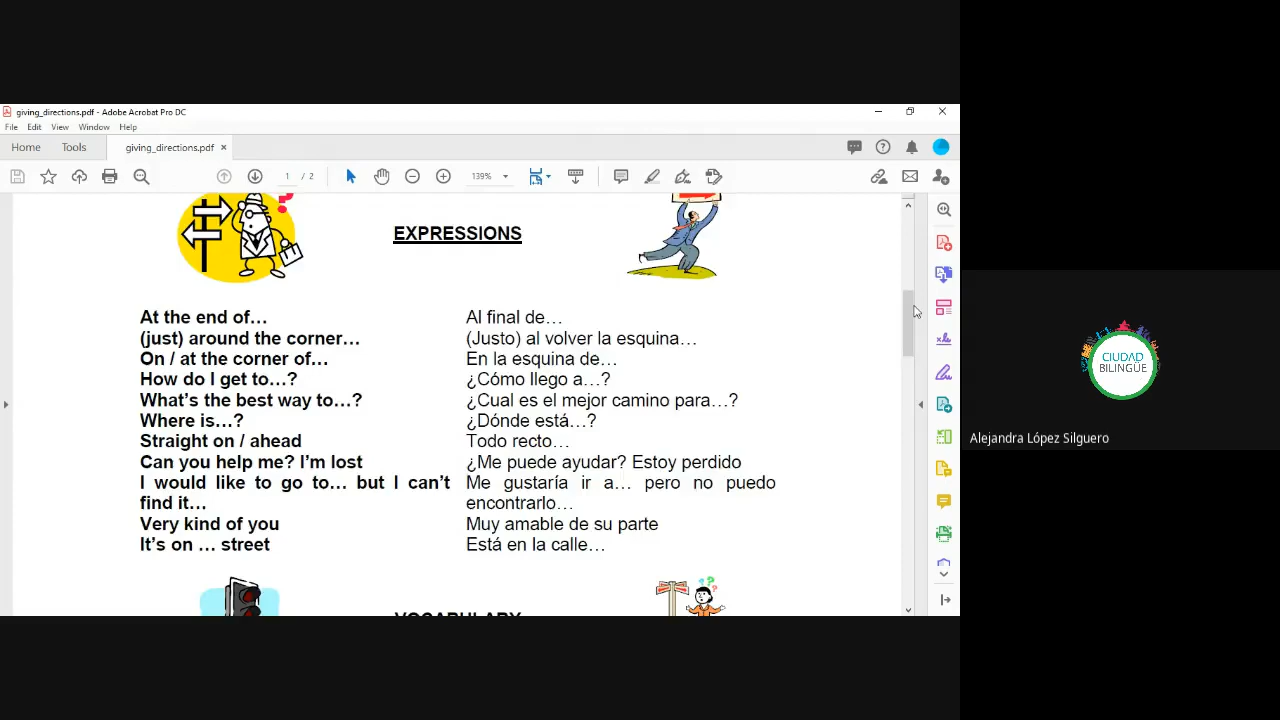 giving_directions.pdf - Adobe Acrobat Pro DC
File Edit View Window Help
Home Tools giving_directions.pdf ×
1 / 2 139%
EXPRESSIONS
At the end of… Al final de…
(just) around the corner… (Justo) al volver la esquina…
On / at the corner of… En la esquina de…
How do I get to…? ¿Cómo llego a…?
What’s the best way to…? ¿Cual es el mejor camino para…?
Where is…? ¿Dónde está…?
Straight on / ahead Todo recto…
Can you help me? I’m lost ¿Me puede ayudar? Estoy perdido
I would like to go to… but I can’t Me gustaría ir a… pero no puedo
find it… encontrarlo…
Very kind of you Muy amable de su parte
It’s on … street Está en la calle…
VOCABULARY
CIUDAD
BILINGÜE
Alejandra López Silguero